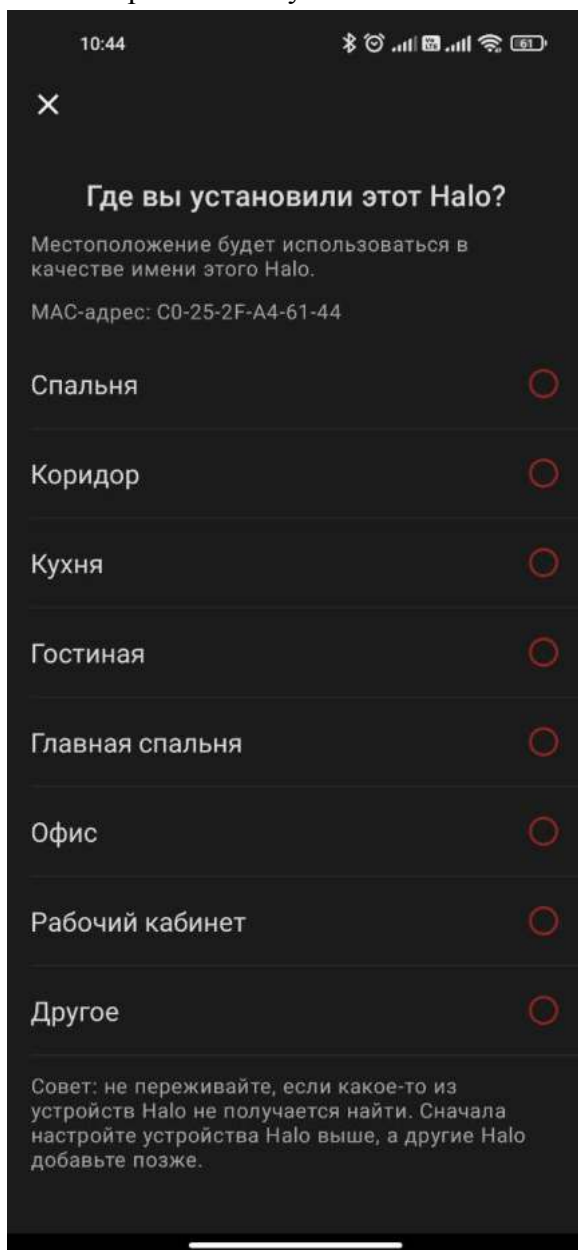 10:44
61
Где вы установили этот Halo?
Местоположение будет использоваться в
качестве имени этого Halo.
MAC-адрес: C0-25-2F-A4-61-44
Спальня
Коридор
Кухня
Гостиная
Главная спальня
Офис
Рабочий кабинет
Другое
Совет: не переживайте, если какое-то из
устройств Halo не получается найти. Сначала
настройте устройства Halo выше, а другие Halo
добавьте позже.